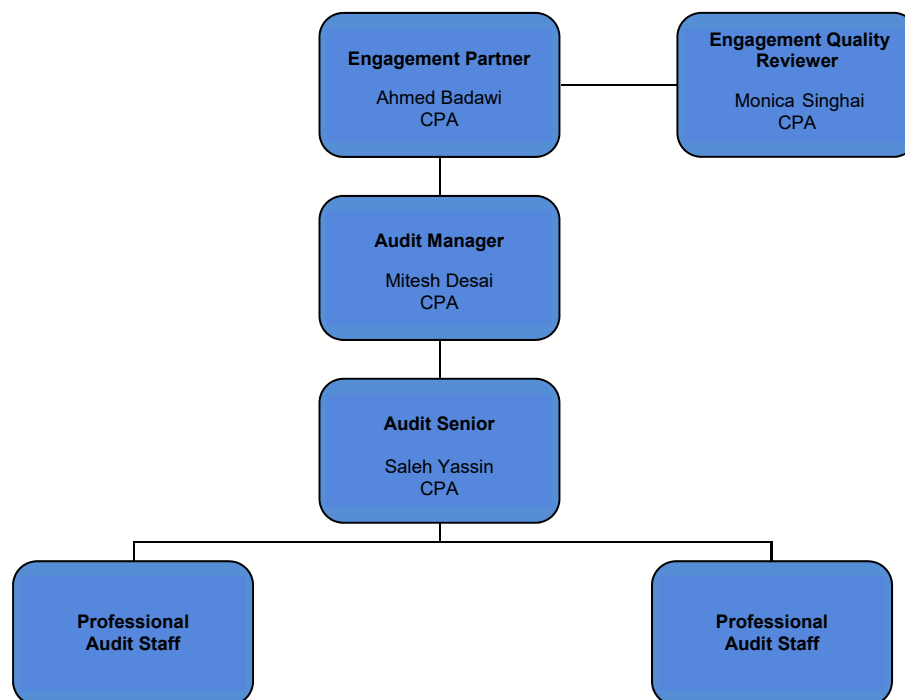 Engagement Partner
Ahmed Badawi
CPA
Engagement Quality
Reviewer
Monica Singhai
CPA
Audit Manager
Mitesh Desai
CPA
Audit Senior
Saleh Yassin
CPA
Professional
Audit Staff
Professional
Audit Staff